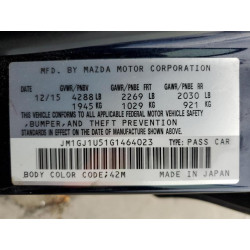 MFD. BY MAZDA MOTOR CORPORATION
GVWR/PNBV GAWR/PNBE FRT GAWR/PNBE RR
12/15 4288 LB 2269 LB 2030 LB
1945 KG 1029 KG 921 KG
THIS VEHICLE CONFORMS TO ALL APPLICABLE
FEDERAL MOTOR VEHICLE SAFETY
,BUMPER,AND THEFT PREVENTION
STANDARDS IN EFFECT ON THE DATE OF
MANUFACTURE SHOWN ABOVE.
JM1GJ1U51G1464023 TYPE: PASS CAR
BODY COLOR CODE:42M MADE IN JAPAN